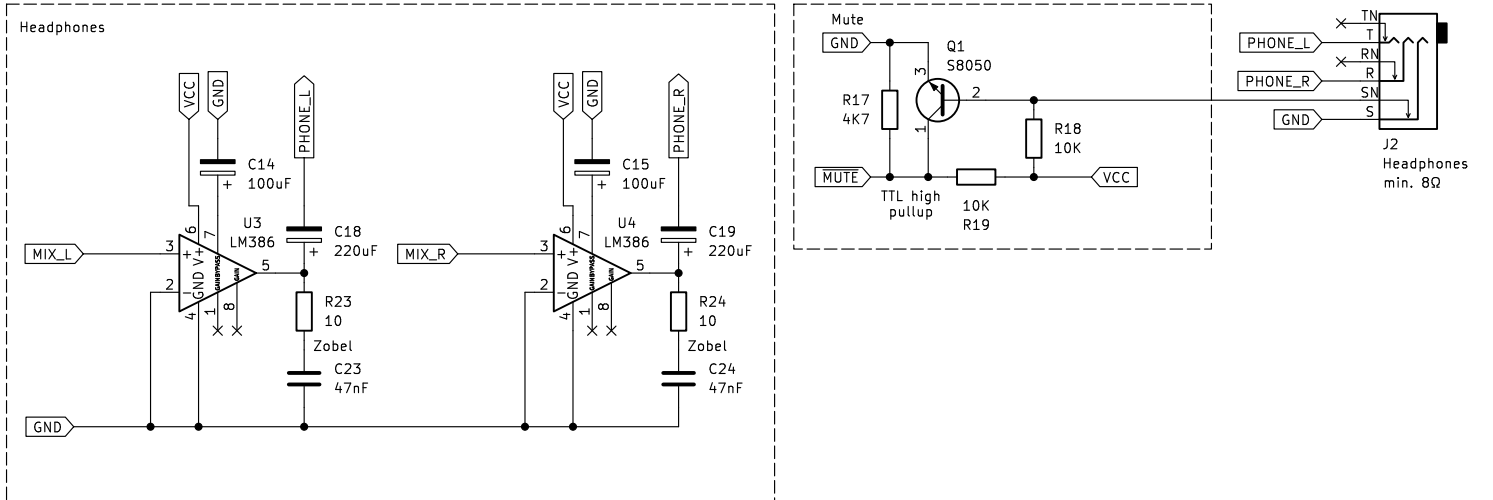 Headphones
VCC
GND
PHONE_L
C14
100uF
+
U3
LM386
C18
220uF
+
MIX_L
3
2
6
7
5
4
1
8
+
−
GND
V+
GAIN
BYPASS
GAIN
R23
10
Zobel
C23
47nF
GND
VCC
GND
PHONE_R
C15
100uF
+
U4
LM386
C19
220uF
+
MIX_R
3
2
6
7
5
4
1
8
+
−
GND
V+
GAIN
BYPASS
GAIN
R24
10
Zobel
C24
47nF
Mute
GND
Q1
S8050
3
2
1
R17
4K7
R18
10K
MUTE
TTL high
pullup
10K
R19
VCC
TN
PHONE_L
T
RN
PHONE_R
R
SN
GND
S
J2
Headphones
min. 8Ω